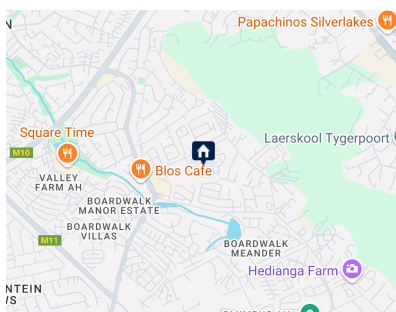 N
Papachinos Silverlakes
Square Time
Laerskool Tygerpoort
M10
Blos Cafe
VALLEY
FARM AH
BOARDWALK
MANOR ESTATE
BOARDWALK
VILLAS
M11
BOARDWALK
MEANDER
Hedianga Farm
NTEIN
WS